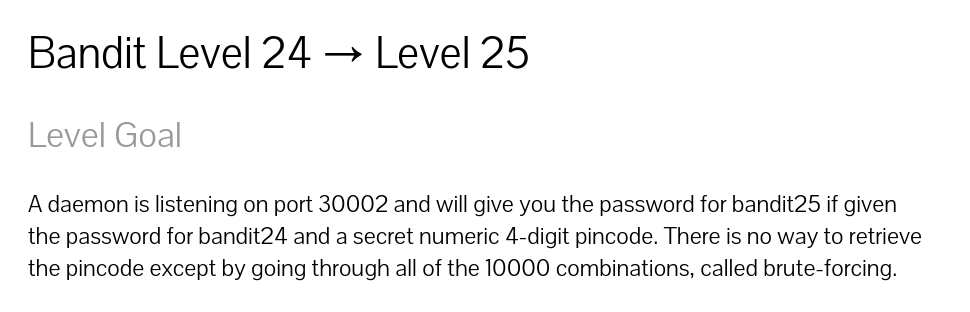 Bandit Level 24 → Level 25
Level Goal
A daemon is listening on port 30002 and will give you the password for bandit25 if given
the password for bandit24 and a secret numeric 4-digit pincode. There is no way to retrieve
the pincode except by going through all of the 10000 combinations, called brute-forcing.